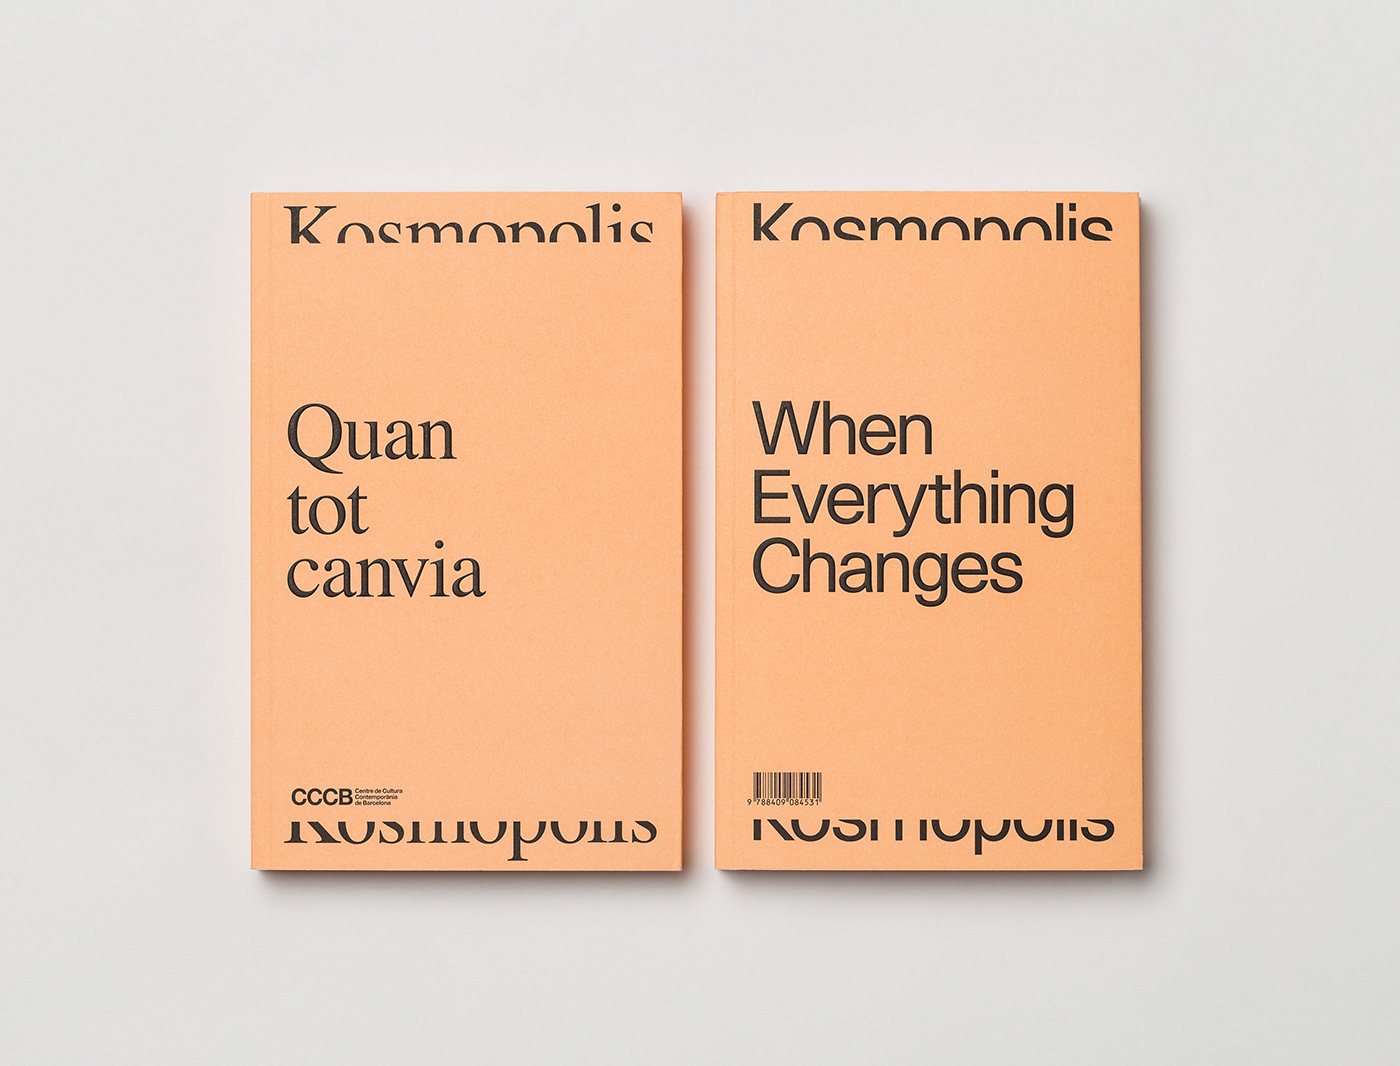 Kosmopolis
Quan
tot
canvia
CCCB
Centre de Cultura
Contemporània
de Barcelona
Kosmopolis
Kosmopolis
When
Everything
Changes
9 788409 084531
Kosmopolis